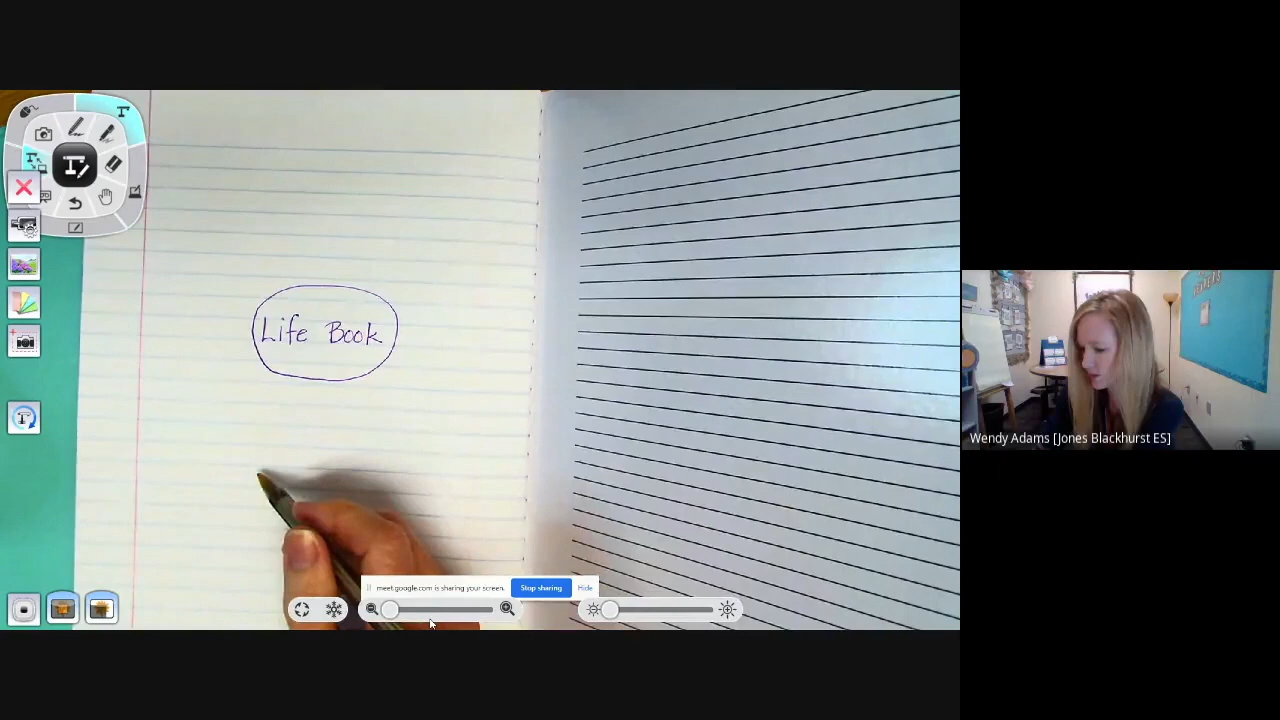 Life Book
meet.google.com is sharing your screen.
Stop sharing
Hide
Wendy Adams [Jones Blackhurst ES]